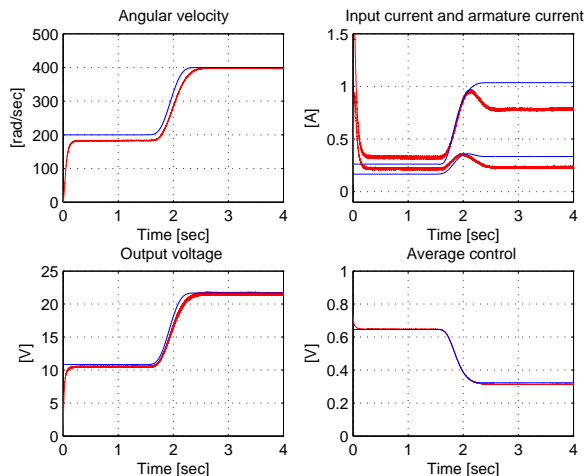 Angular velocity
500
400
300
200
100
0
[rad/sec]
0 1 2 3 4
Time [sec]
Input current and armature current
1.5
1
0.5
0
[A]
0 1 2 3 4
Time [sec]
Output voltage
25
20
15
10
5
0
[V]
0 1 2 3 4
Time [sec]
Average control
1
0.8
0.6
0.4
0.2
0
[V]
0 1 2 3 4
Time [sec]